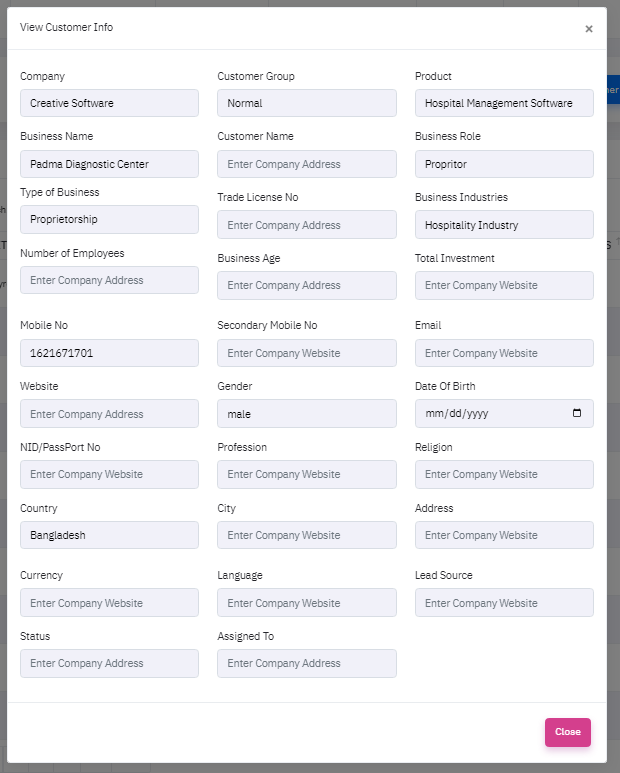 View Customer Info
×
Company
Customer Group
Product
Creative Software
Normal
Hospital Management Software
Business Name
Customer Name
Business Role
Padma Diagnostic Center
Enter Company Address
Propritor
Type of Business
Trade License No
Business Industries
Proprietorship
Enter Company Address
Hospitality Industry
Number of Employees
Business Age
Total Investment
Enter Company Address
Enter Company Address
Enter Company Website
Mobile No
Secondary Mobile No
Email
1621671701
Enter Company Website
Enter Company Website
Website
Gender
Date Of Birth
Enter Company Address
male
mm/dd/yyyy
NID/PassPort No
Profession
Religion
Enter Company Website
Enter Company Website
Enter Company Website
Country
City
Address
Bangladesh
Enter Company Website
Enter Company Website
Currency
Language
Lead Source
Enter Company Website
Enter Company Website
Enter Company Website
Status
Assigned To
Enter Company Address
Enter Company Address
Close